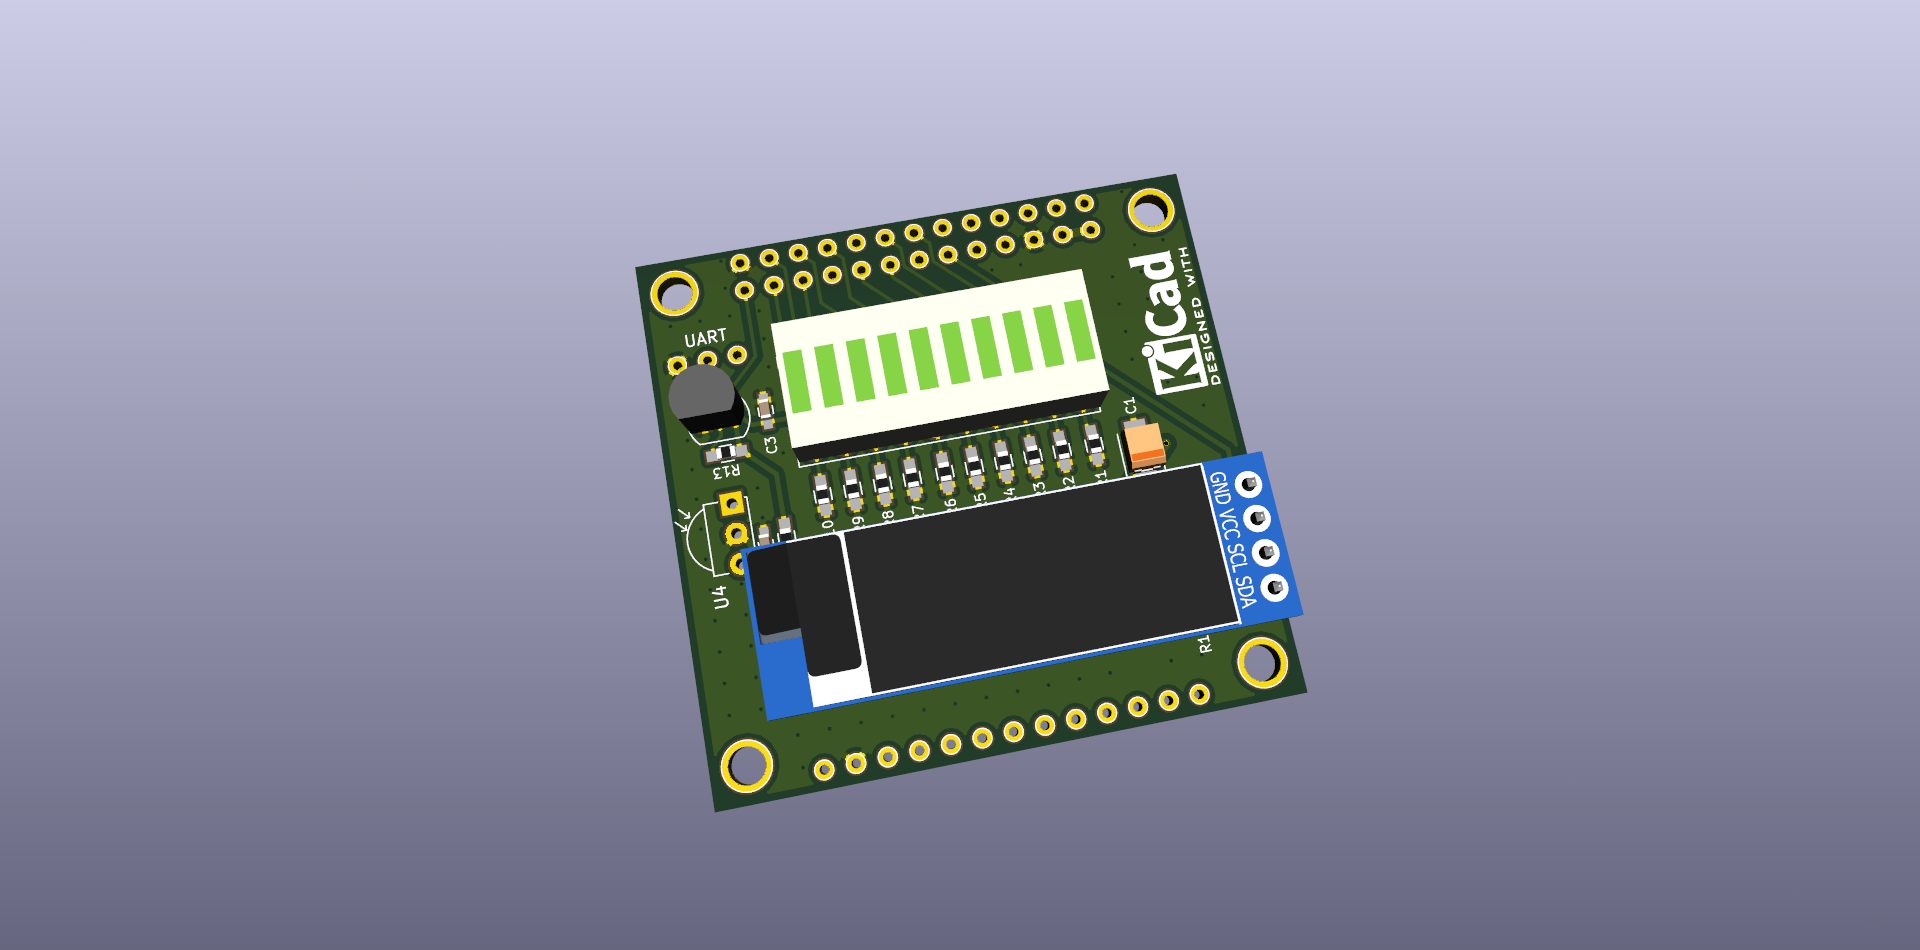 UART
KiCad
DESIGNED WITH
C1
C3
R13
GND VCC SCL SDA
U4
R1